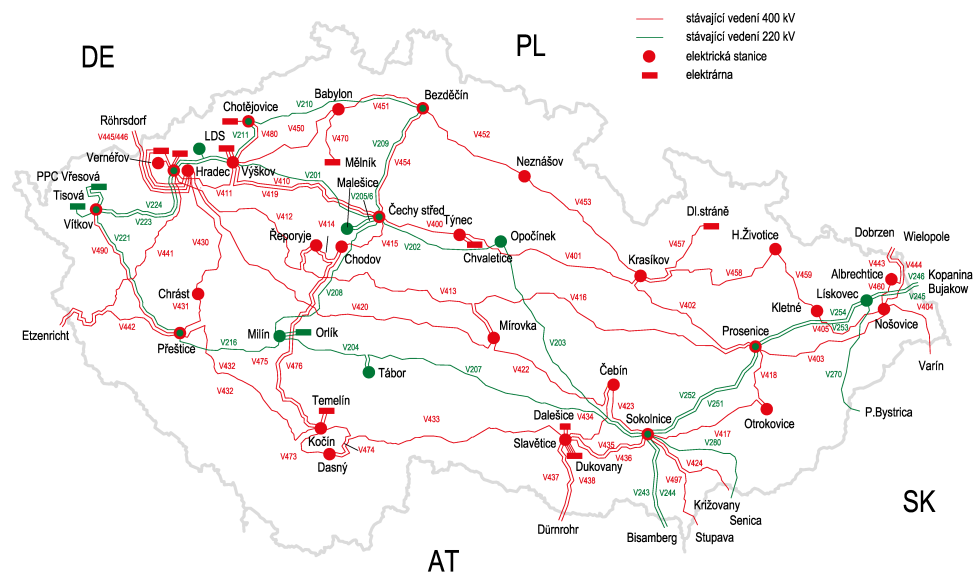 stávající vedení 400 kV
stávající vedení 220 kV
elektrická stanice
elektrárna
DE
PL
SK
AT
Babylon
V451
Bezděčín
Chotějovice
V210
V450
V211
V480
V470
V209
V454
V452
Röhrsdorf
V445/446
LDS
Vernéřov
Hradec
Výškov
Mělník
Neznášov
V410
V201
Malešice
V205/6
V411
V419
PPC Vřesová
Tisová
V224
V223
Vítkov
V453
Čechy střed
Týnec
V400
Dl.stráně
V412
V414
V415
V202
Opočínek
H.Životice
Dobrzen
Wielopole
V490
V221
V441
V430
Řeporyje
Chodov
Chvaletice
V401
V457
V443
V444
Krasíkov
V458
V459
Albrechtice
V246
Kopanina
V460
V245
Bujakow
Chrást
V431
V208
V413
V416
Lískovec
V420
V402
Kletné
V254
V405
V253
Nošovice
V404
Etzenricht
V442
Přeštice
Milín
Orlík
Mírovka
Prosenice
V216
V475
V476
V204
V203
V403
Varín
V432
Tábor
V207
V422
Čebín
V418
V270
V432
V252
V251
Temelín
V423
P.Bystrica
V433
Dalešice
V434
Sokolnice
Otrokovice
V417
Kočín
Slavětice
V435
V280
V473
V474
Dasný
Dukovany
V436
V424
V437
V438
V497
V243
V244
Križovany
Senica
Dürnrohr
Bisamberg
Stupava